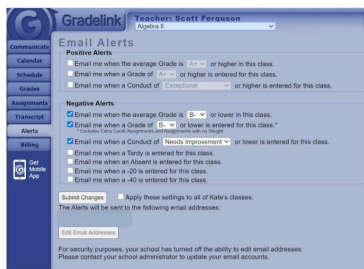 Gradelink
Teacher: Scott Ferguson
Algebra II
Communicate
Calendar
Schedule
Grades
Assignments
Transcript
Alerts
Billing
Get
Mobile
App
Email Alerts
Positive Alerts
Email me when the average Grade is A+ or higher in this class.
Email me when a Grade of A+ or higher is entered for this class.
Email me when a Conduct of Exceptional or higher is entered for this class.
Negative Alerts
Email me when the average Grade is B- or lower in this class.
Email me when a Grade of B- or lower is entered for this class.*
* Excludes Extra Credit Assignments and Assignments with no Weight
Email me when a Conduct of Needs Improvement or lower is entered for this class.
Email me when a Tardy is entered for this class.
Email me when an Absent is entered for this class.
Email me when a -20 is entered for this class.
Email me when a -40 is entered for this class.
Submit Changes Apply these settings to all of Kate's classes.
The Alerts will be sent to the following email addresses:
Edit Email Addresses
For security purposes, your school has turned off the ability to edit email addresses.
Please contact your school administrator to update your email accounts.